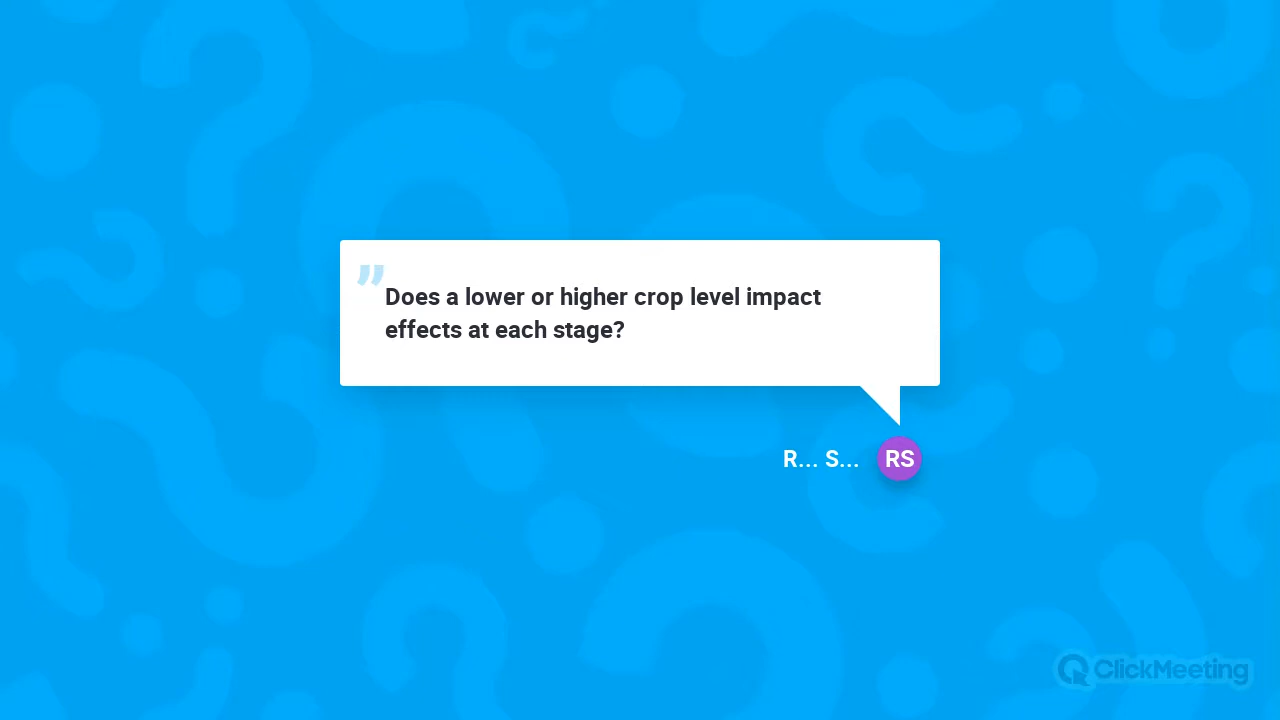 "
Does a lower or higher crop level impact
effects at each stage?
R... S... RS
ClickMeeting